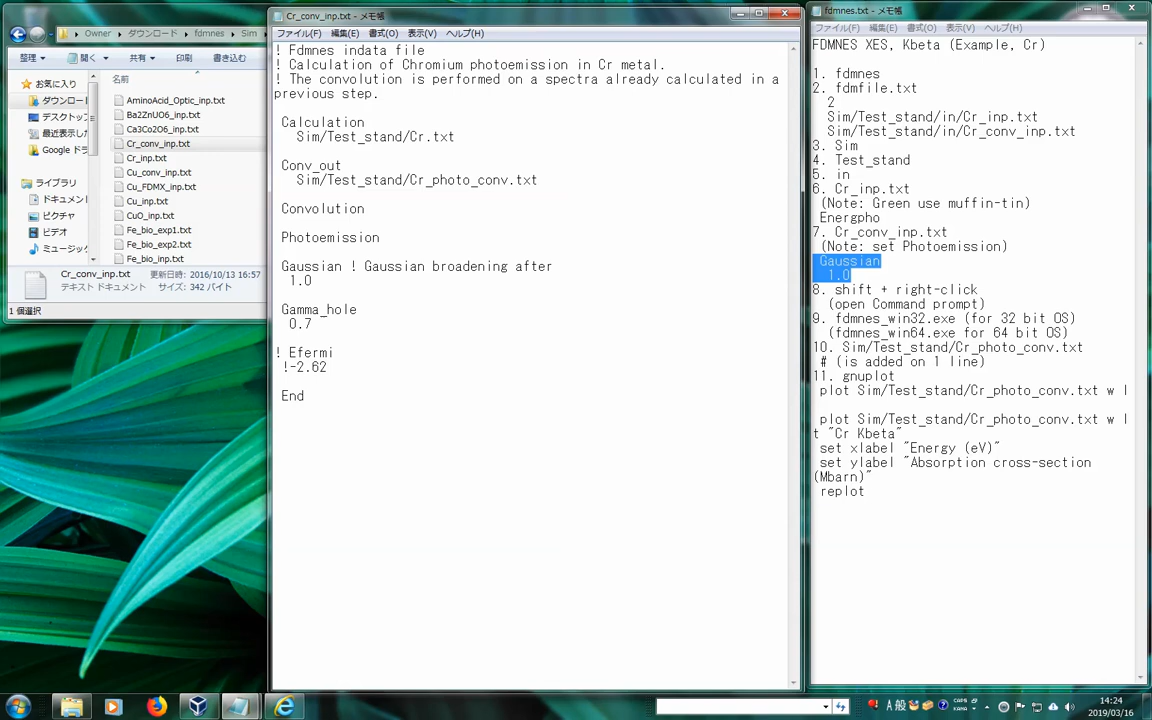 Owner ▸ ダウンロード ▸ fdmnes ▸ Sim
整理 開く 共有 印刷 書き込む
お気に入り
ダウンロー
デスクトッ
最近表示し
Google ドラ
ライブラリ
ドキュメン
ピクチャ
ビデオ
ミュージッ
名前
AminoAcid_Optic_inp.txt
Ba2ZnUO6_inp.txt
Ca3Co2O6_inp.txt
Cr_conv_inp.txt
Cr_inp.txt
Cu_conv_inp.txt
Cu_FDMX_inp.txt
Cu_inp.txt
CuO_inp.txt
Fe_bio_exp1.txt
Fe_bio_exp2.txt
Fe_bio_inp.txt
Cr_conv_inp.txt 更新日時: 2016/10/13 16:57
テキスト ドキュメント サイズ: 342 バイト
1 個選択
Cr_conv_inp.txt - メモ帳
ファイル(F) 編集(E) 書式(O) 表示(V) ヘルプ(H)
! Fdmnes indata file
! Calculation of Chromium photoemission in Cr metal.
! The convolution is performed on a spectra already calculated in a
previous step.
Calculation
Sim/Test_stand/Cr.txt
Conv_out
Sim/Test_stand/Cr_photo_conv.txt
Convolution
Photoemission
Gaussian ! Gaussian broadening after
1.0
Gamma_hole
0.7
! Efermi
!-2.62
End
fdmnes.txt - メモ帳
ファイル(F) 編集(E) 書式(O) 表示(V) ヘルプ(H)
FDMNES XES, Kbeta (Example, Cr)
1. fdmnes
2. fdmfile.txt
2
Sim/Test_stand/in/Cr_inp.txt
Sim/Test_stand/in/Cr_conv_inp.txt
3. Sim
4. Test_stand
5. in
6. Cr_inp.txt
(Note: Green use muffin-tin)
Energpho
7. Cr_conv_inp.txt
(Note: set Photoemission)
Gaussian
1.0
8. shift + right-click
(open Command prompt)
9. fdmnes_win32.exe (for 32 bit OS)
(fdmnes_win64.exe for 64 bit OS)
10. Sim/Test_stand/Cr_photo_conv.txt
# (is added on 1 line)
11. gnuplot
plot Sim/Test_stand/Cr_photo_conv.txt w l
plot Sim/Test_stand/Cr_photo_conv.txt w l
t "Cr Kbeta"
set xlabel "Energy (eV)"
set ylabel "Absorption cross-section
(Mbarn)"
replot
A 般
CAPS
KANA
14:24
2019/03/16